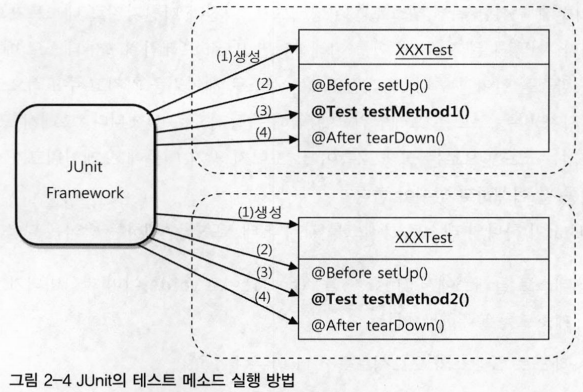 (1)생성
XXXTest
(2)
@Before setUp()
(3)
@Test testMethod1()
(4)
@After tearDown()
JUnit
Framework
(1)생성
XXXTest
(2)
@Before setUp()
(3)
@Test testMethod2()
(4)
@After tearDown()
그림 2-4 JUnit의 테스트 메소드 실행 방법